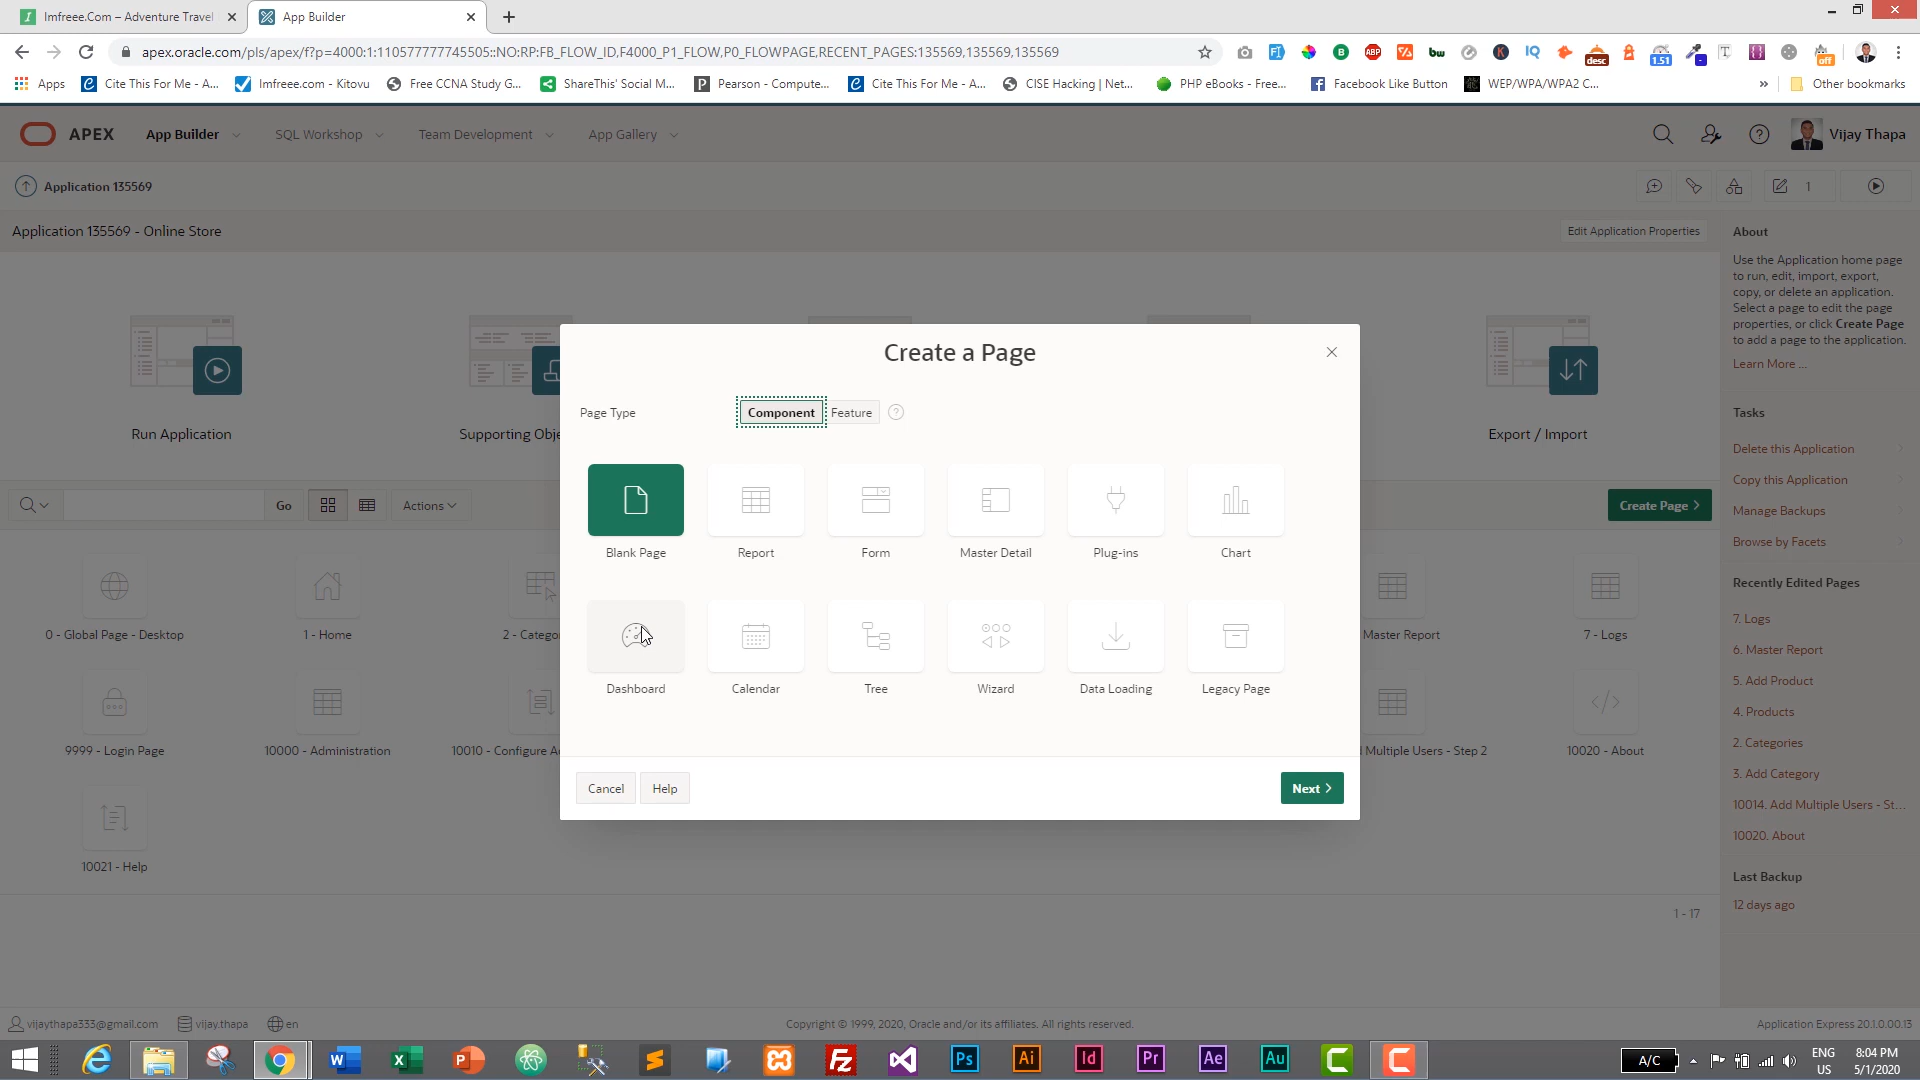 Imfreee.Com – Adventure Travel
App Builder
apex.oracle.com/pls/apex/f?p=4000:1:110577777745505::NO:RP:FB_FLOW_ID,F4000_P1_FLOW,P0_FLOWPAGE,RECENT_PAGES:135569,135569,135569
Apps
Cite This For Me - A...
Imfreee.com - Kitovu
Free CCNA Study G...
ShareThis' Social M...
Pearson - Compute...
Cite This For Me - A...
CISE Hacking | Net...
PHP eBooks - Free...
Facebook Like Button
WEP/WPA/WPA2 C...
»
Other bookmarks
APEX
App Builder
SQL Workshop
Team Development
App Gallery
Vijay Thapa
Application 135569
1
Application 135569 - Online Store
Edit Application Properties
About
Use the Application home page
to run, edit, import, export,
copy, or delete an application.
Select a page to edit the page
properties, or click Create Page
to add a page to the application.
Learn More ...
Run Application
Supporting Obje
Export / Import
Create a Page
Page Type
Component
Feature
Blank Page
Report
Form
Master Detail
Plug-ins
Chart
Dashboard
Calendar
Tree
Wizard
Data Loading
Legacy Page
Cancel
Help
Next
Go
Actions
Create Page
0 - Global Page - Desktop
1 - Home
2 - Catego
Master Report
7 - Logs
9999 - Login Page
10000 - Administration
10010 - Configure A
Multiple Users - Step 2
10020 - About
10021 - Help
1 - 17
Tasks
Delete this Application
Copy this Application
Manage Backups
Browse by Facets
Recently Edited Pages
7. Logs
6. Master Report
5. Add Product
4. Products
2. Categories
3. Add Category
10014. Add Multiple Users - St...
10020. About
Last Backup
12 days ago
vijaythapa333@gmail.com
vijay.thapa
en
Copyright © 1999, 2020, Oracle and/or its affiliates. All rights reserved.
Application Express 20.1.0.00.13
A/C
ENG
US
8:04 PM
5/1/2020